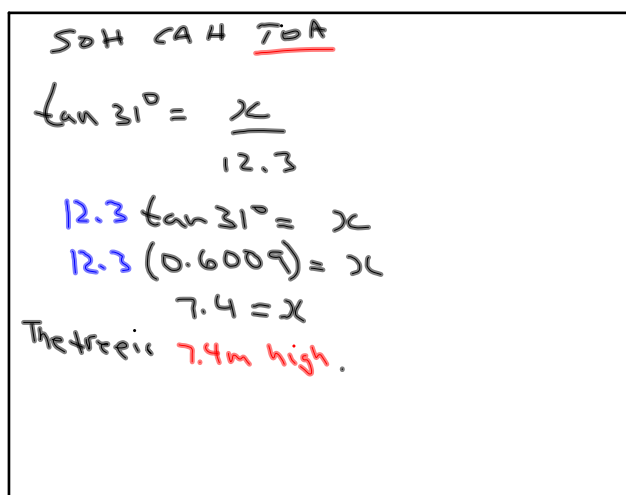 SOH CAH TOA
tan 31° = x
12.3
12.3 tan 31° = x
12.3 (0.6009) = x
7.4 = x
The tree is 7.4m high.